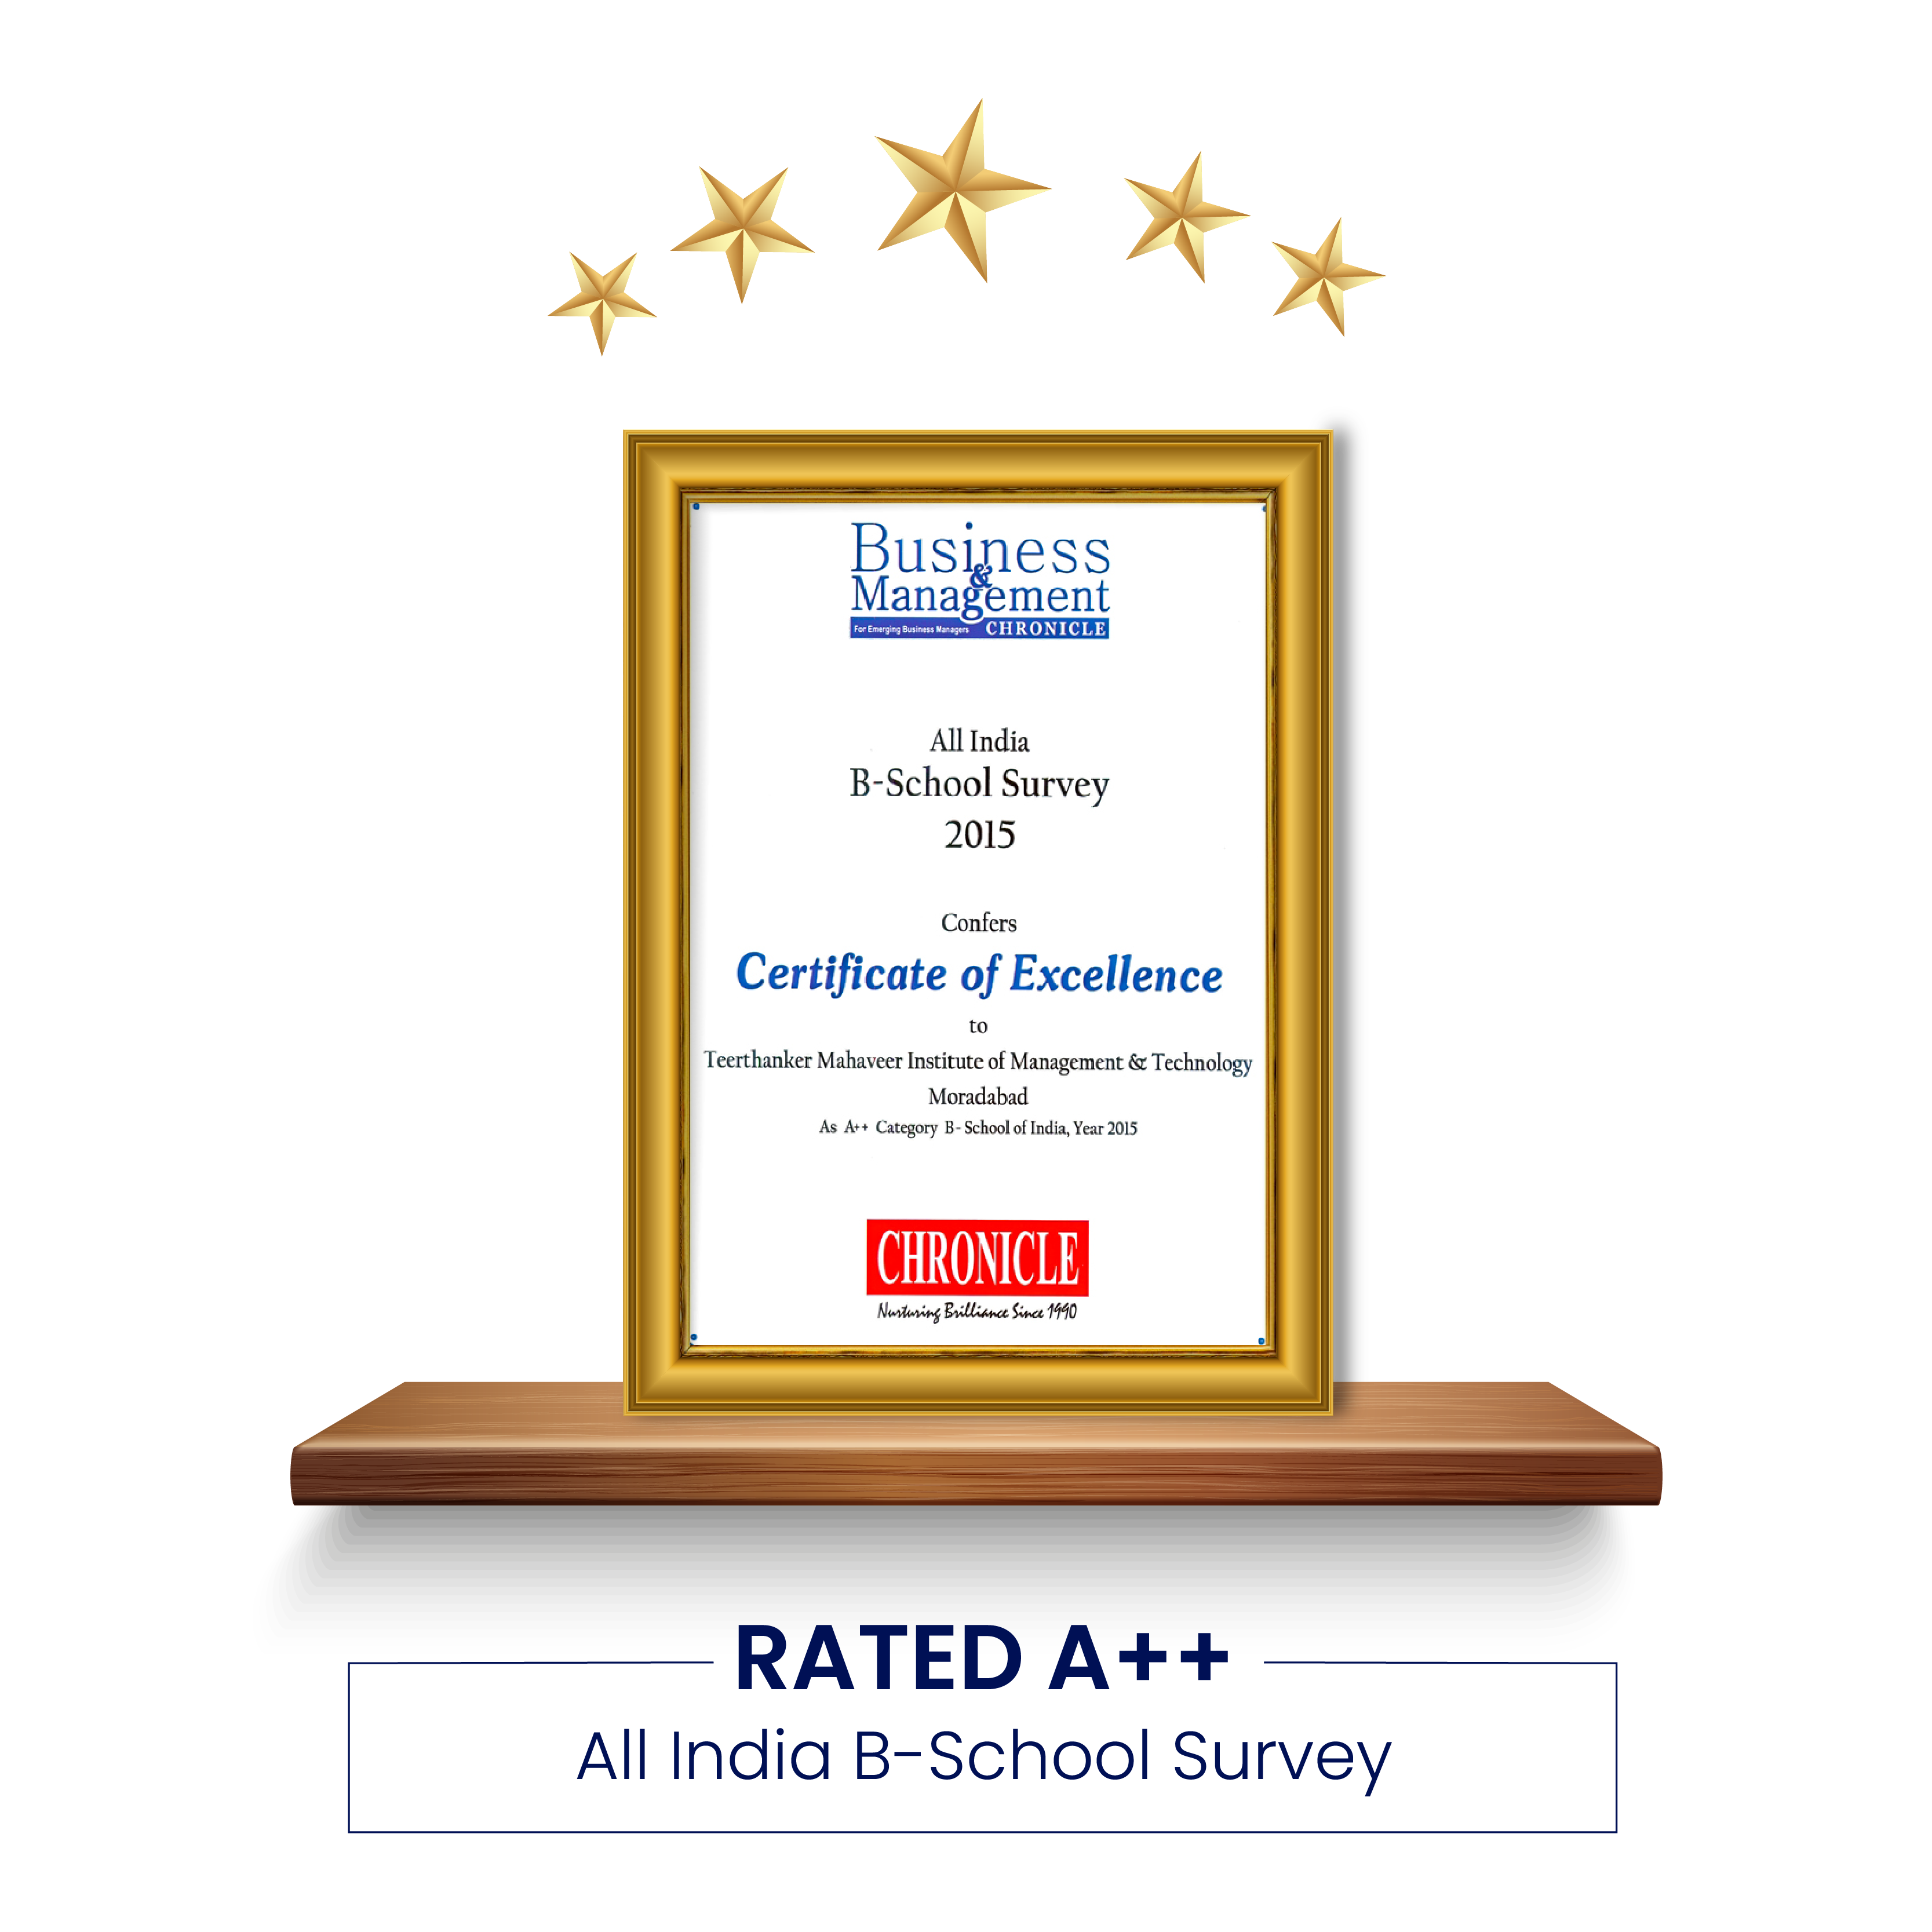 Business
&
Management
For Emerging Business Managers CHRONICLE
All India
B-School Survey
2015
Confers
Certificate of Excellence
to
Teerthanker Mahaveer Institute of Management & Technology
Moradabad
As A++ Category B-School of India, Year 2015
CHRONICLE
Nurturing Brilliance Since 1990
RATED A++
All India B-School Survey